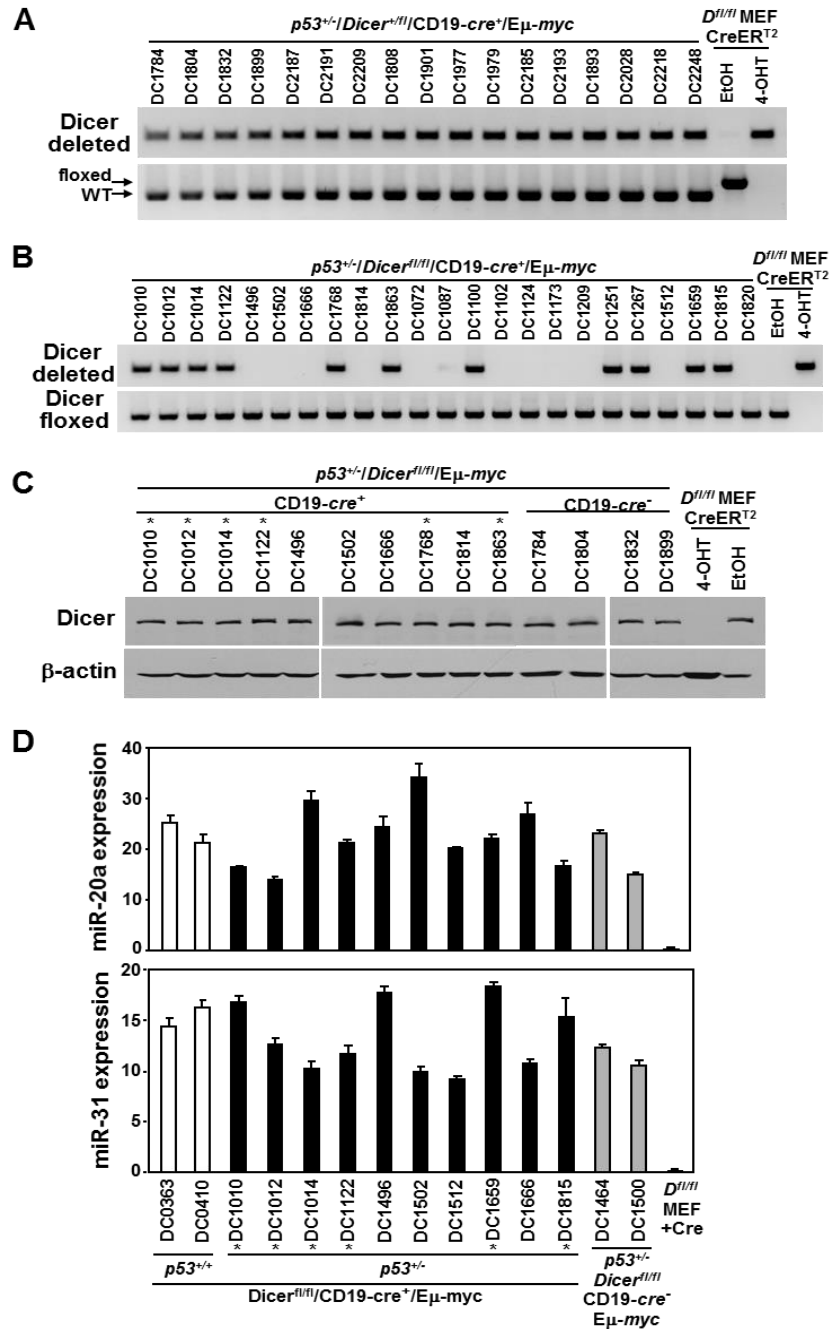 A
p53+/-/Dicer+/fl/CD19-cre+/Eμ-myc
Dfl/fl MEF
CreERT2
DC1784
DC1804
DC1832
DC1899
DC2187
DC2191
DC2209
DC1808
DC1901
DC1977
DC1979
DC2185
DC2193
DC1893
DC2028
DC2218
DC2248
EtOH
4-OHT
Dicer
deleted
floxed
WT
B
p53+/-/Dicerfl/fl/CD19-cre+/Eμ-myc
Dfl/fl MEF
CreERT2
DC1010
DC1012
DC1014
DC1122
DC1496
DC1502
DC1666
DC1768
DC1814
DC1863
DC1072
DC1087
DC1100
DC1102
DC1124
DC1173
DC1209
DC1251
DC1267
DC1512
DC1659
DC1815
DC1820
EtOH
4-OHT
Dicer
deleted
Dicer
floxed
C
p53+/-/Dicerfl/fl/Eμ-myc
CD19-cre+
CD19-cre-
Dfl/fl MEF
CreERT2
DC1010 *
DC1012 *
DC1014 *
DC1122 *
DC1496
DC1502
DC1666
DC1768 *
DC1814
DC1863 *
DC1784
DC1804
DC1832
DC1899
4-OHT
EtOH
Dicer
β-actin
D
miR-20a expression
40
30
20
10
0
miR-31 expression
20
15
10
5
0
DC0363
DC0410
* DC1010
* DC1012
* DC1014
* DC1122
DC1496
DC1502
DC1512
* DC1659
DC1666
* DC1815
DC1464
DC1500
Dfl/fl
MEF
+Cre
p53+/+
p53+/-
Dicerfl/fl/CD19-cre+/Eμ-myc
p53+/-
Dicerfl/fl
CD19-cre-
Eμ-myc